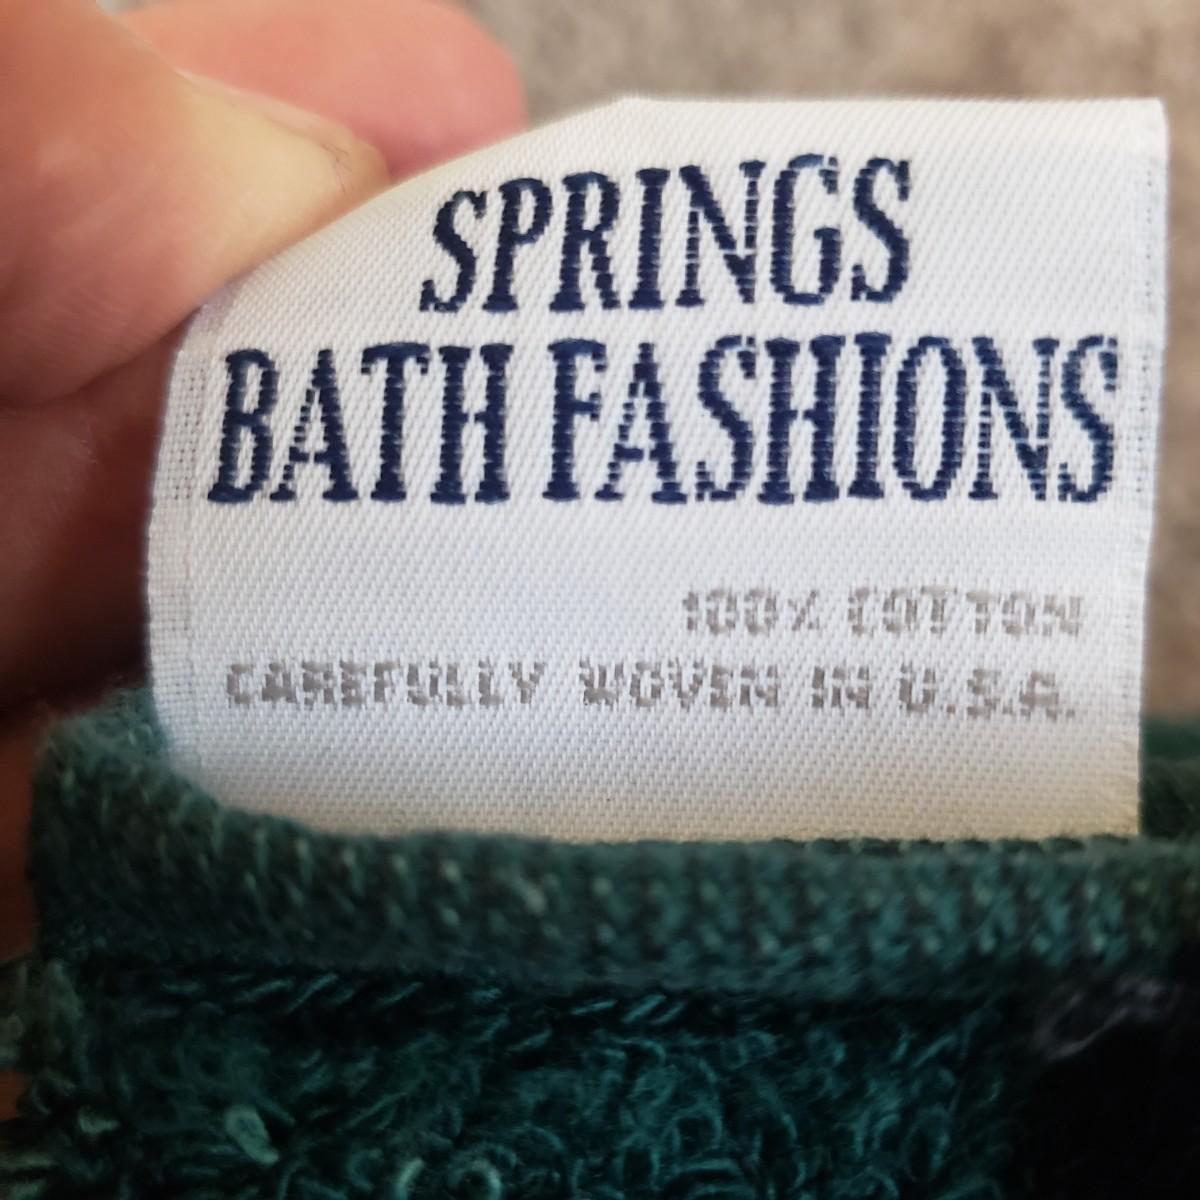 SPRINGS
BATH FASHIONS
100% COTTON
CAREFULLY WOVEN IN U.S.A.